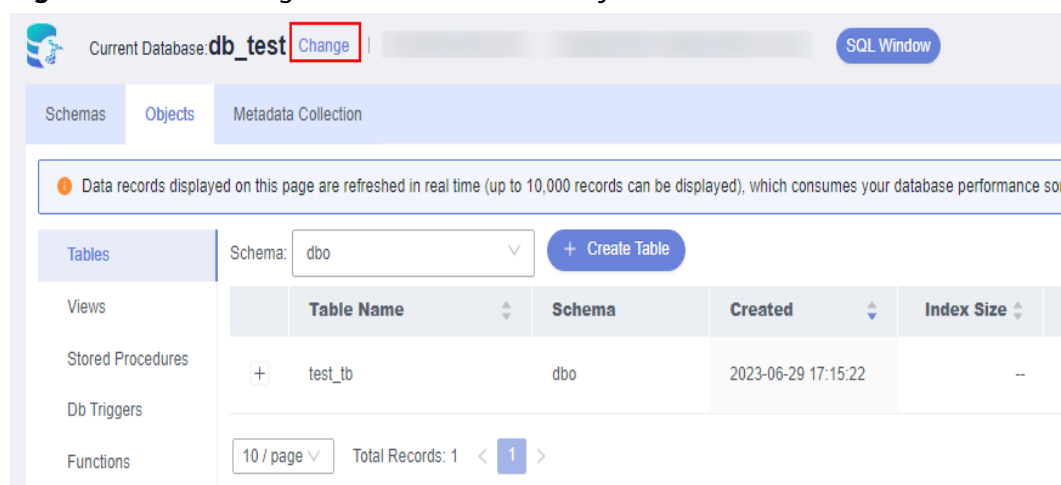 Current Database:db_test Change
SQL Window
Schemas Objects Metadata Collection
Data records displayed on this page are refreshed in real time (up to 10,000 records can be displayed), which consumes your database performance
Tables
Schema: dbo + Create Table
Views
Table Name Schema Created Index Size
Stored Procedures
+ test_tb dbo 2023-06-29 17:15:22 --
Db Triggers
Functions
10 / page Total Records: 1 < 1 >